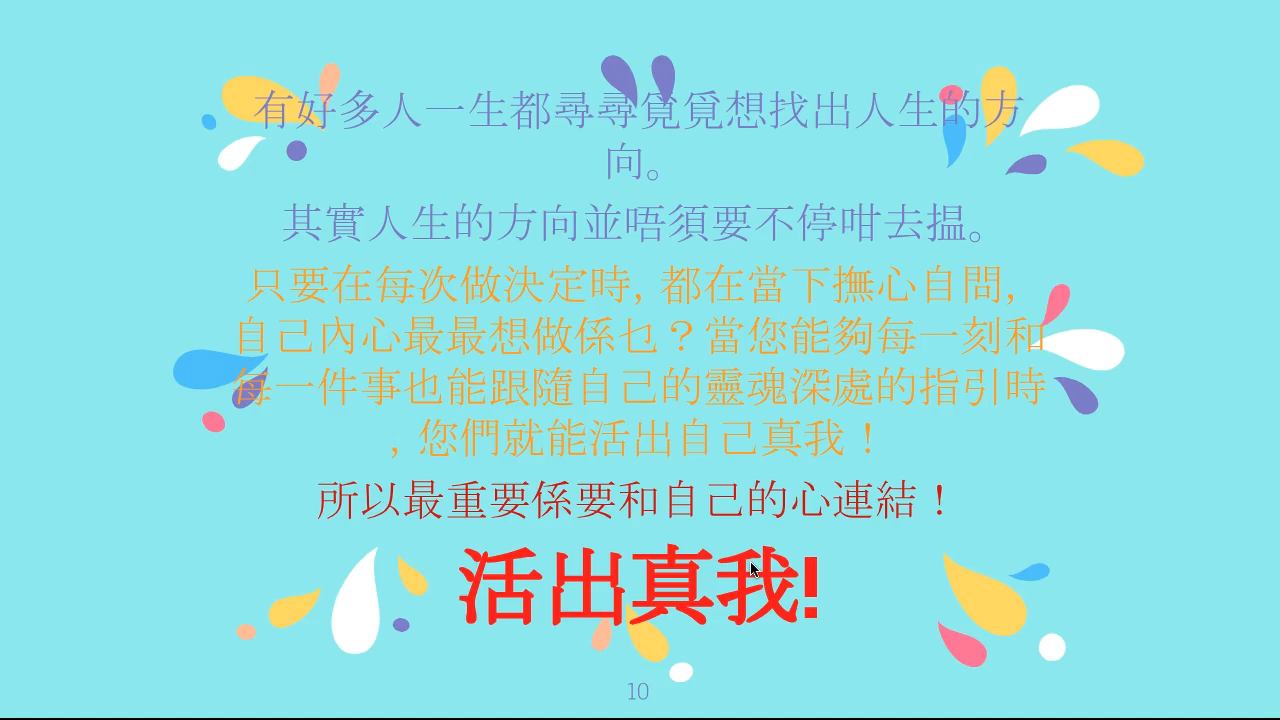 有好多人一生都尋尋覓覓想找出人生的方
向。
其實人生的方向並唔須要不停咁去揾。
只要在每次做決定時, 都在當下撫心自問,
自己內心最最想做係乜？當您能夠每一刻和
每一件事也能跟隨自己的靈魂深處的指引時
, 您們就能活出自己真我！
所以最重要係要和自己的心連結！
活出真我!
10